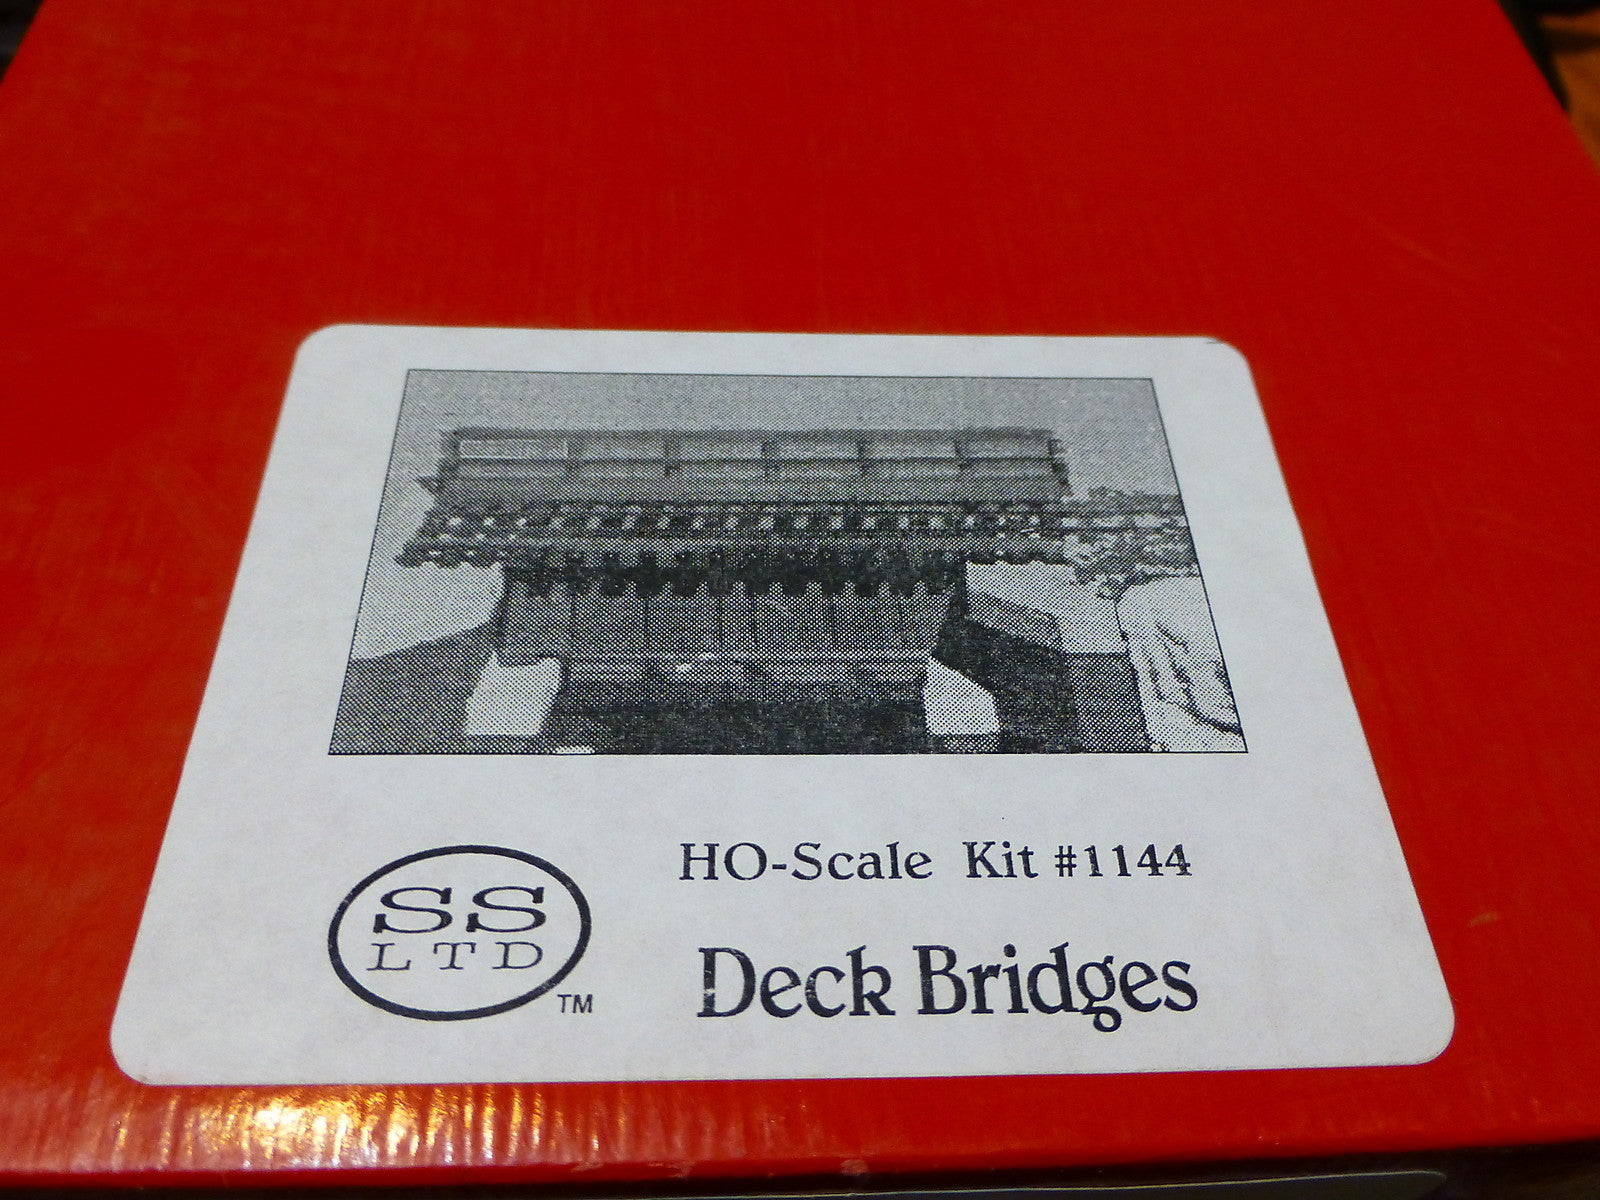 HO-Scale Kit #1144
SS
LTD
TM
Deck Bridges